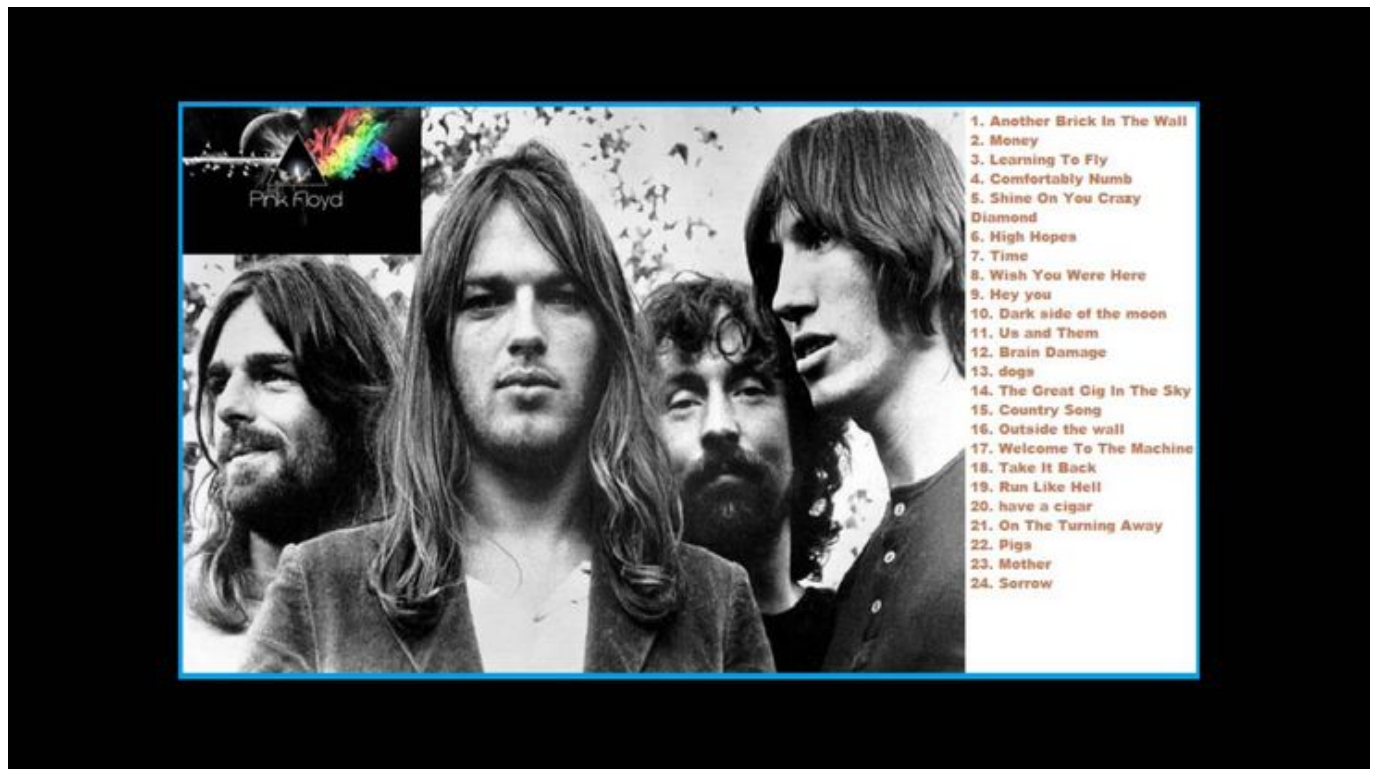 Pink Floyd
1. Another Brick In The Wall
2. Money
3. Learning To Fly
4. Comfortably Numb
5. Shine On You Crazy
Diamond
6. High Hopes
7. Time
8. Wish You Were Here
9. Hey you
10. Dark side of the moon
11. Us and Them
12. Brain Damage
13. dogs
14. The Great Gig In The Sky
15. Country Song
16. Outside the wall
17. Welcome To The Machine
18. Take It Back
19. Run Like Hell
20. have a cigar
21. On The Turning Away
22. Pigs
23. Mother
24. Sorrow